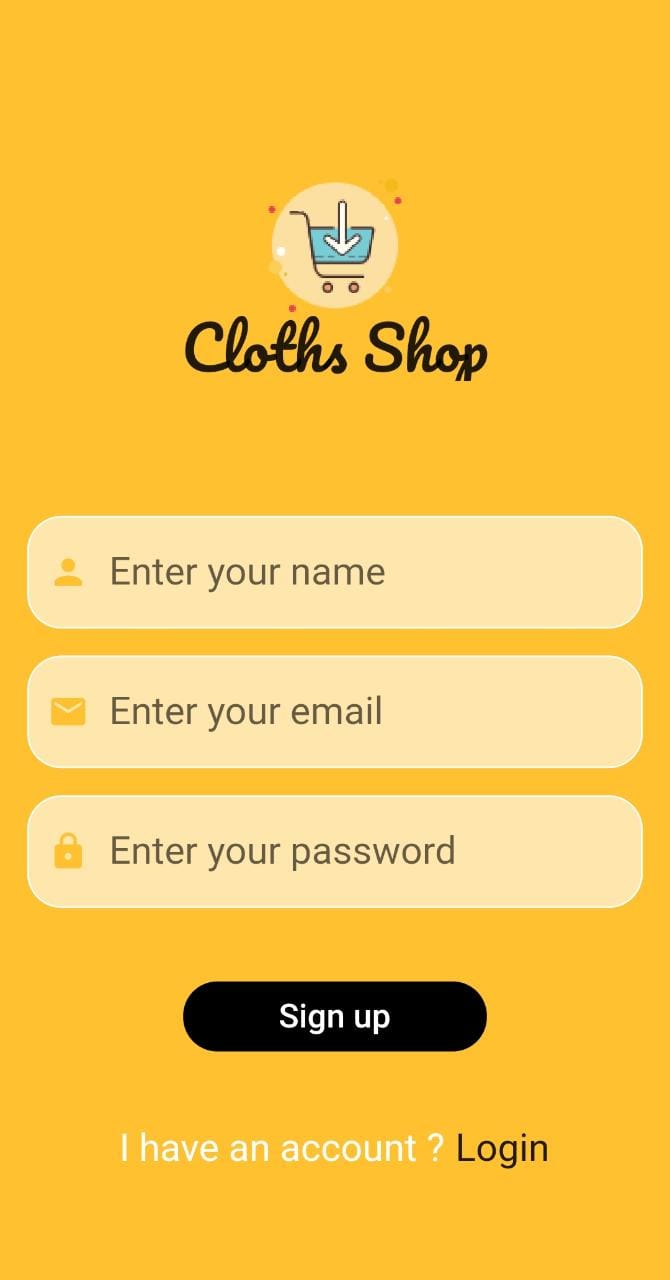 Cloths Shop
Enter your name
Enter your email
Enter your password
Sign up
I have an account ? Login